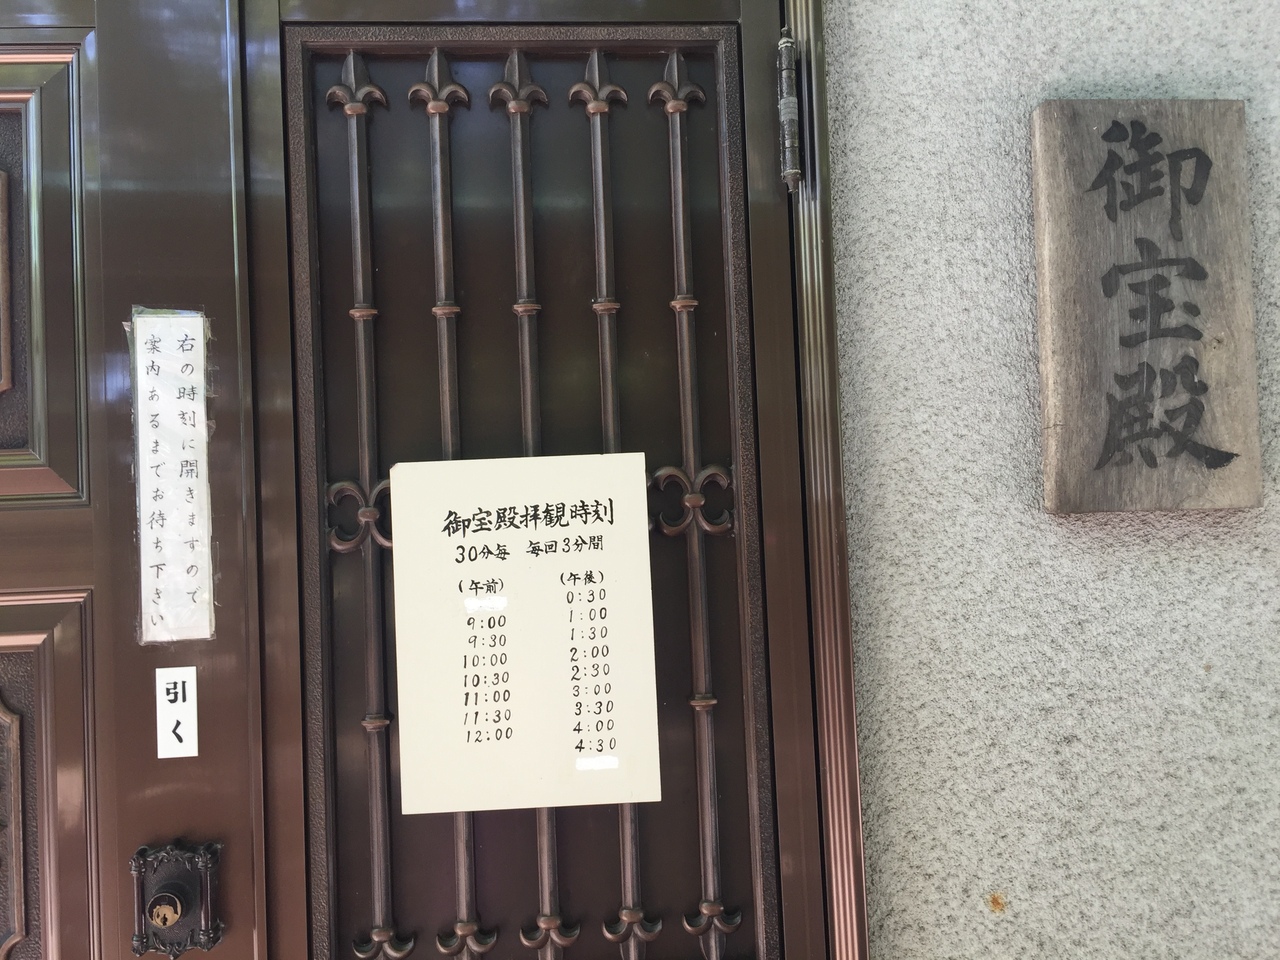 御宝殿
御宝殿拝観時刻
30分毎 毎回3分間
(午前)
9:00
9:30
10:00
10:30
11:00
11:30
12:00
(午後)
0:30
1:00
1:30
2:00
2:30
3:00
3:30
4:00
4:30
右の時刻に開きますので
案内あるまでお待ち下さい
引く